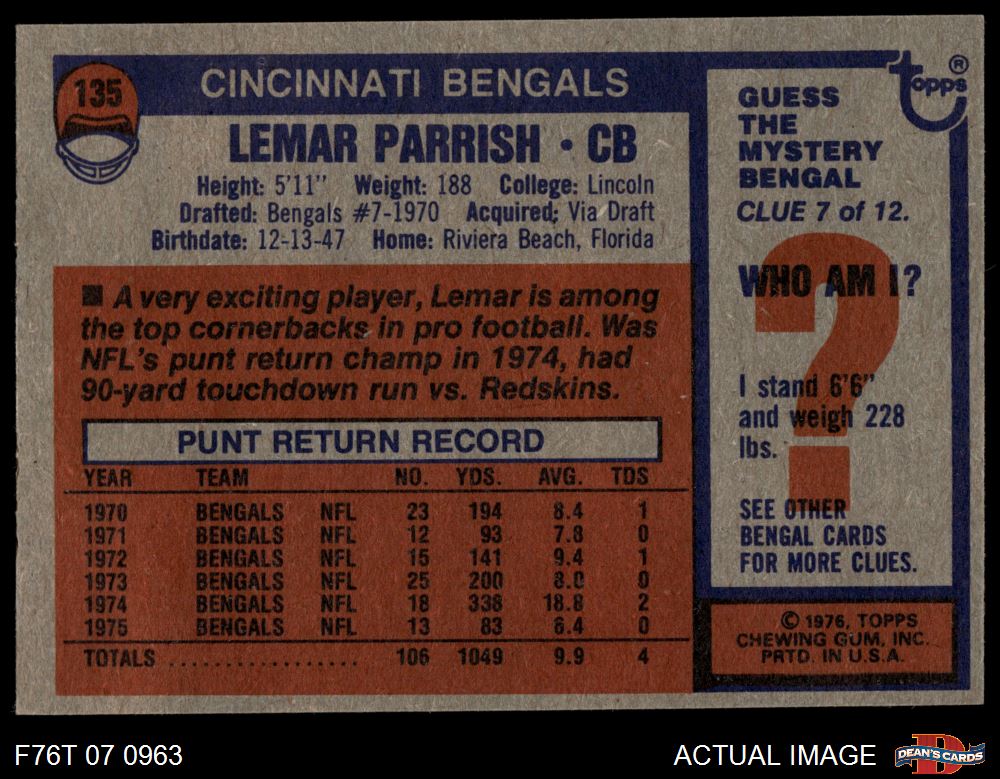 135
CINCINNATI BENGALS
LEMAR PARRISH • CB
Height: 5'11" Weight: 188 College: Lincoln
Drafted: Bengals #7-1970 Acquired: Via Draft
Birthdate: 12-13-47 Home: Riviera Beach, Florida
■ A very exciting player, Lemar is among
the top cornerbacks in pro football. Was
NFL's punt return champ in 1974, had
90-yard touchdown run vs. Redskins.
PUNT RETURN RECORD
YEAR TEAM NO. YDS. AVG. TDS
1970 BENGALS NFL 23 194 8.4 1
1971 BENGALS NFL 12 93 7.8 0
1972 BENGALS NFL 15 141 9.4 1
1973 BENGALS NFL 25 200 8.0 0
1974 BENGALS NFL 18 338 18.8 2
1975 BENGALS NFL 13 83 6.4 0
TOTALS .................. 106 1049 9.9 4
topps ®
GUESS
THE
MYSTERY
BENGAL
CLUE 7 of 12.
WHO AM I?
?
I stand 6'6"
and weigh 228
lbs.
SEE OTHER
BENGAL CARDS
FOR MORE CLUES.
© 1976, TOPPS
CHEWING GUM, INC.
PRTD. IN U.S.A.
F76T 07 0963
ACTUAL IMAGE
DEAN'S CARDS